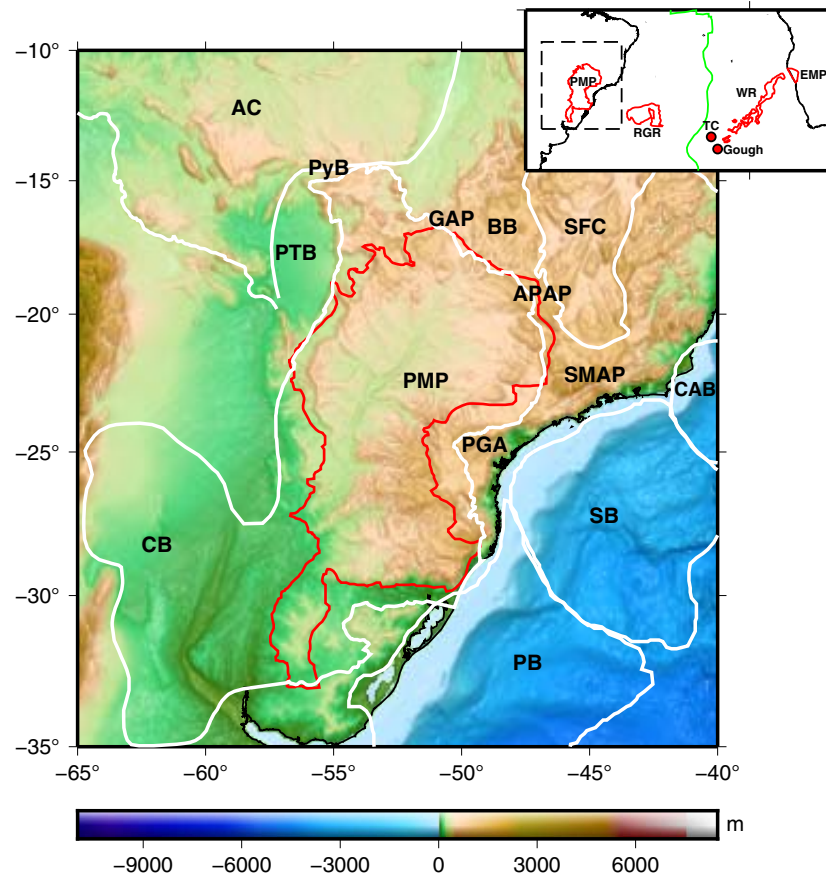 PMP
EMP
WR
RGR
TC
Gough
−10°
−15°
−20°
−25°
−30°
−35°
AC
PyB
GAP
BB
SFC
PTB
APAP
PMP
SMAP
CAB
PGA
SB
CB
PB
−65° −60° −55° −50° −45° −40°
m
−9000 −6000 −3000 0 3000 6000